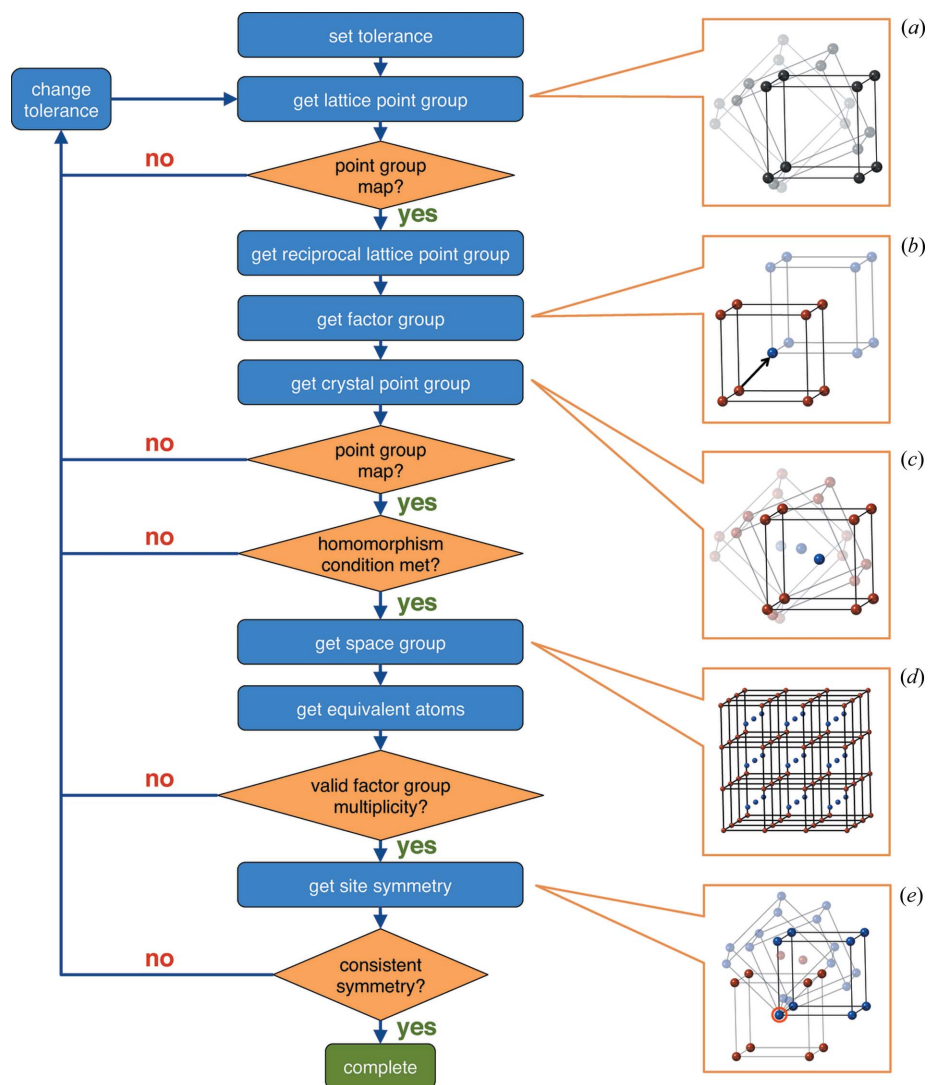 set tolerance
(a)
change
tolerance
get lattice point group
no
point group
map?
yes
get reciprocal lattice point group
(b)
get factor group
get crystal point group
no
point group
map?
(c)
yes
no
homomorphism
condition met?
yes
get space group
(d)
get equivalent atoms
no
valid factor group
multiplicity?
yes
get site symmetry
(e)
no
consistent
symmetry?
yes
complete